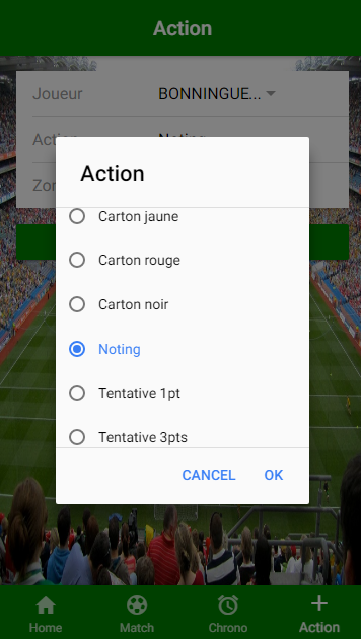 Action
Joueur BONNINGUE...
Action Noting
Zon
Action
Carton jaune
Carton rouge
Carton noir
Noting
Tentative 1pt
Tentative 3pts
CANCEL OK
Home Match Chrono Action